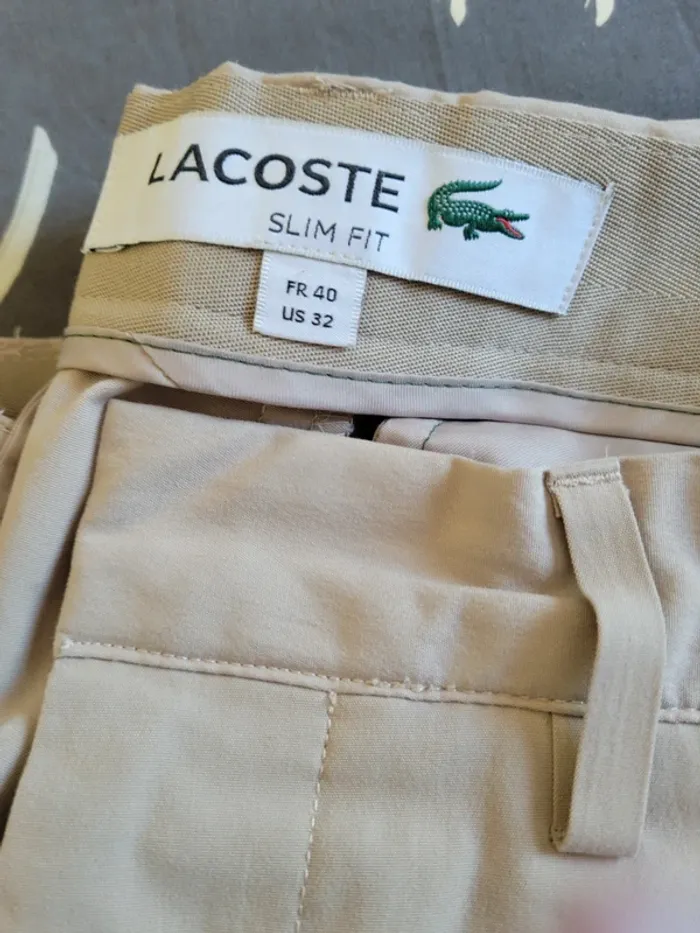 LACOSTE
SLIM FIT
FR 40
US 32